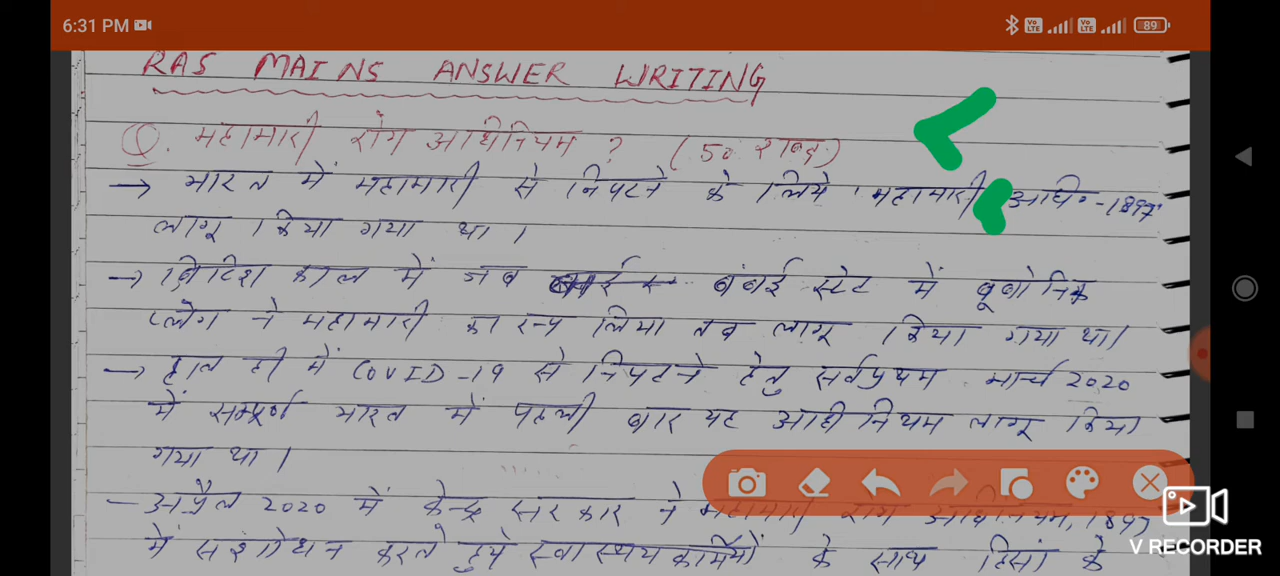 6:31 PM
89
RAS MAINS ANSWER WRITING
Q. महामारी रोग अधिनियम ? (50 शब्द)
→ भारत में महामारी से निपटने के लिये 'महामारी अधि०-1897'
लागू किया गया था।
→ ब्रिटिश काल में जब बंबई स्टेट में बूबोनिक
प्लेग ने महामारी का रूप लिया तब लागू किया गया था।
→ हाल ही में COVID-19 से निपटने हेतु सर्वप्रथम मार्च 2020
में सम्पूर्ण भारत में पहली बार यह अधिनियम लागू किया
गया था।
- अप्रैल 2020 में केन्द्र सरकार ने महामारी रोग अधिनियम, 1897
में संशोधन करते हुये स्वास्थ्य कार्मियों के साथ हिसां के
V RECORDER